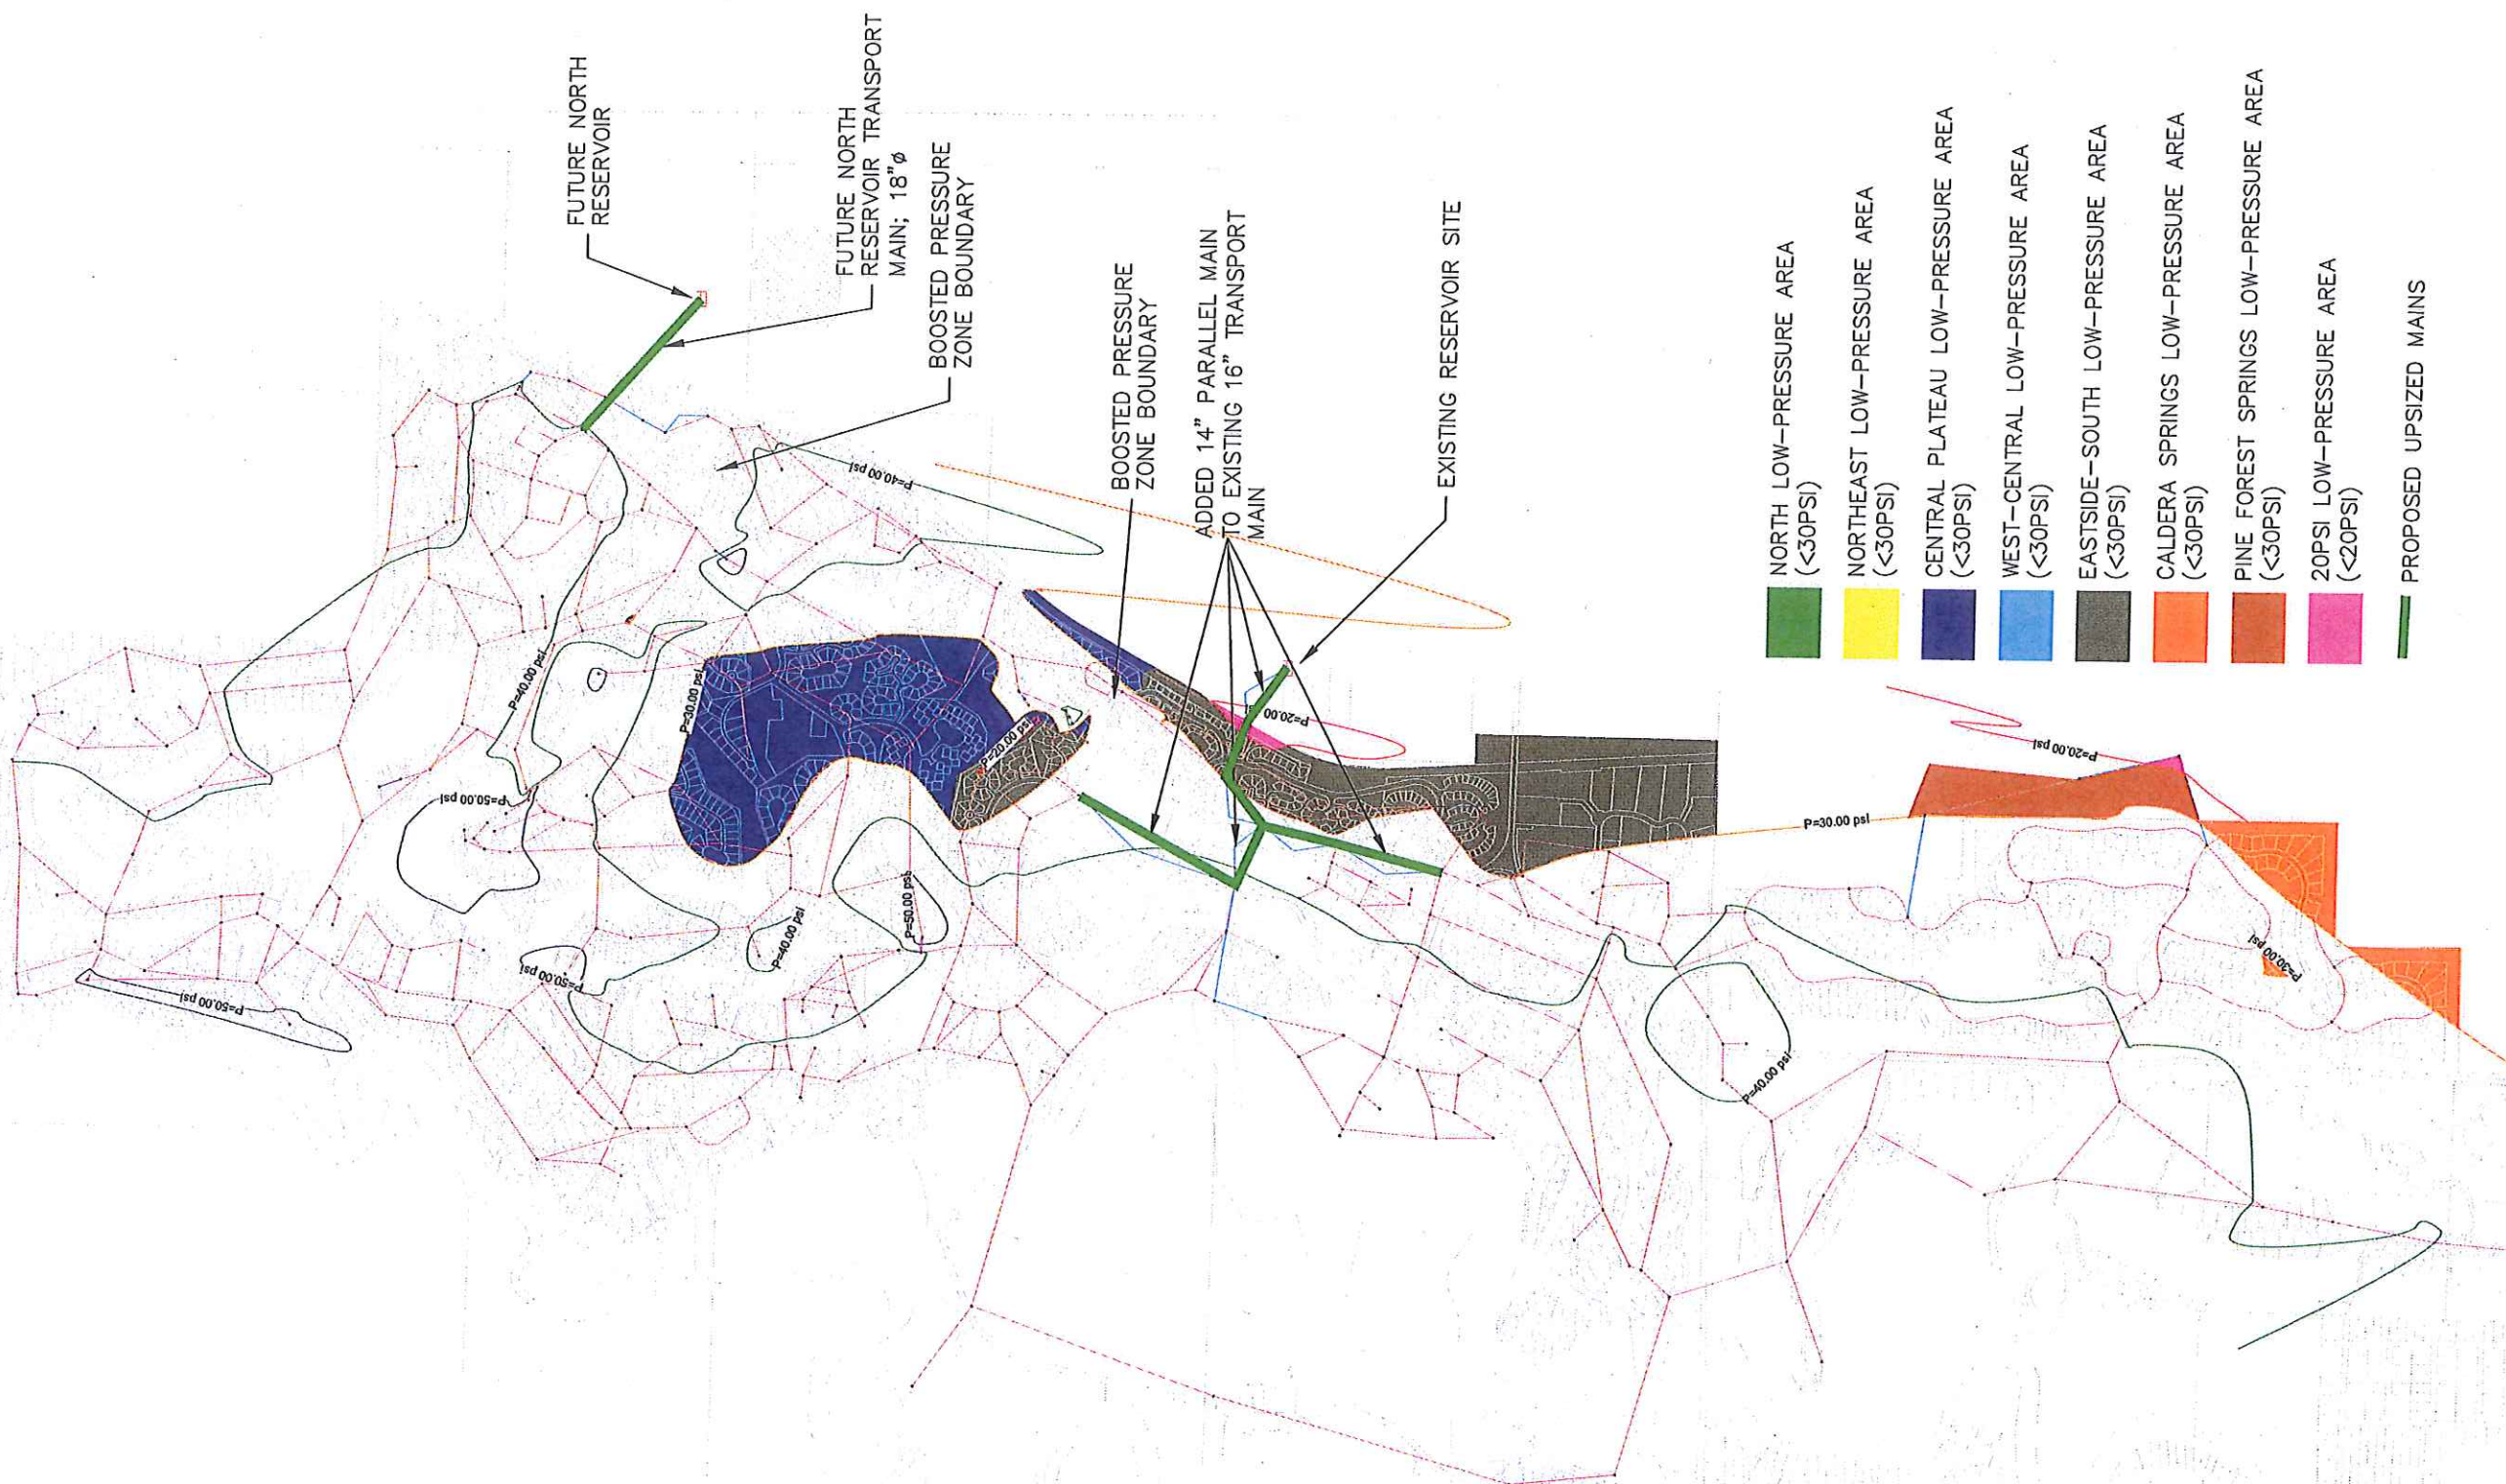 FUTURE NORTH
RESERVOIR
FUTURE NORTH
RESERVOIR TRANSPORT
MAIN; 18"ø
BOOSTED PRESSURE
ZONE BOUNDARY
BOOSTED PRESSURE
ZONE BOUNDARY
ADDED 14" PARALLEL MAIN
TO EXISTING 16" TRANSPORT
MAIN
EXISTING RESERVOIR SITE
P=40.00 psi
P=40.00 psi
P=30.00 psi
P=50.00 psi
P=50.00 psi
P=50.00 psi
P=40.00 psi
P=50.00 psi
P=20.00 psi
P=20.00 psi
P=30.00 psi
P=20.00 psi
P=40.00 psi
P=30.00 psi
NORTH LOW-PRESSURE AREA
(<30PSI)
NORTHEAST LOW-PRESSURE AREA
(<30PSI)
CENTRAL PLATEAU LOW-PRESSURE AREA
(<30PSI)
WEST-CENTRAL LOW-PRESSURE AREA
(<30PSI)
EASTSIDE-SOUTH LOW-PRESSURE AREA
(<30PSI)
CALDERA SPRINGS LOW-PRESSURE AREA
(<30PSI)
PINE FOREST SPRINGS LOW-PRESSURE AREA
(<30PSI)
20PSI LOW-PRESSURE AREA
(<20PSI)
PROPOSED UPSIZED MAINS